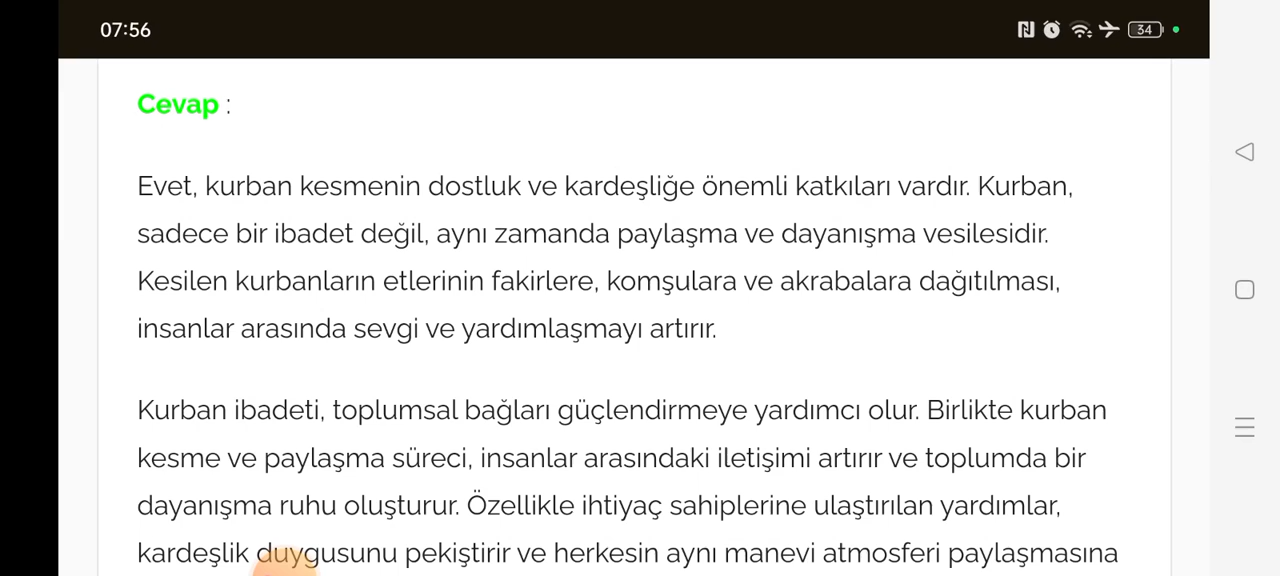 07:56
34
Cevap :
Evet, kurban kesmenin dostluk ve kardeşliğe önemli katkıları vardır. Kurban,
sadece bir ibadet değil, aynı zamanda paylaşma ve dayanışma vesilesidir.
Kesilen kurbanların etlerinin fakirlere, komşulara ve akrabalara dağıtılması,
insanlar arasında sevgi ve yardımlaşmayı artırır.
Kurban ibadeti, toplumsal bağları güçlendirmeye yardımcı olur. Birlikte kurban
kesme ve paylaşma süreci, insanlar arasındaki iletişimi artırır ve toplumda bir
dayanışma ruhu oluşturur. Özellikle ihtiyaç sahiplerine ulaştırılan yardımlar,
kardeşlik duygusunu pekiştirir ve herkesin aynı manevi atmosferi paylaşmasına